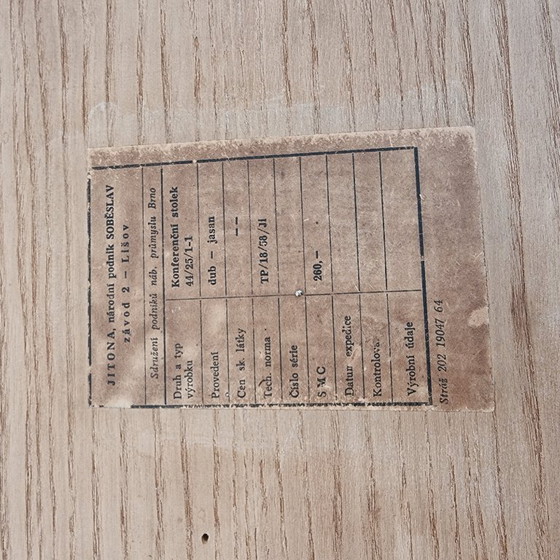 JITONA, národní podnik SOBĚSLAV
závod 2 — Lišov
Sdružení podniků náb. průmyslu Brno
Druh a typ výrobku Konferenční stolek 44/25/1-1
Provedení dub — jasan
Cen sk. látky — —
Tech. norma TP/18/58/Ji
Číslo série
S M C 260,—
Datum expedice
Kontroloval
Výrobní údaje
Stráž 202 19047 64